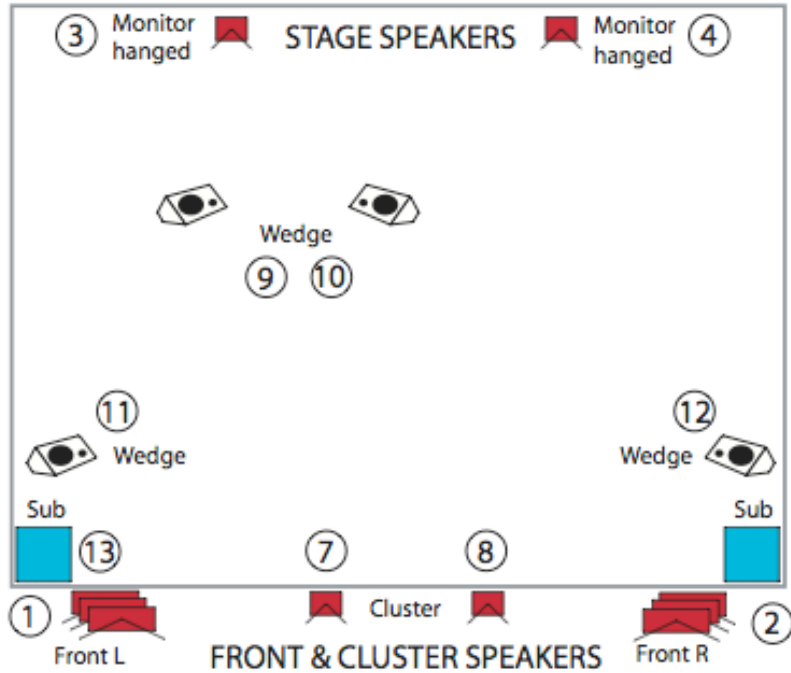 3 Monitor hanged
STAGE SPEAKERS
Monitor hanged 4
Wedge
9 10
11
Wedge
12
Wedge
Sub
Sub
13
7
8
1
Cluster
2
Front L
FRONT & CLUSTER SPEAKERS
Front R